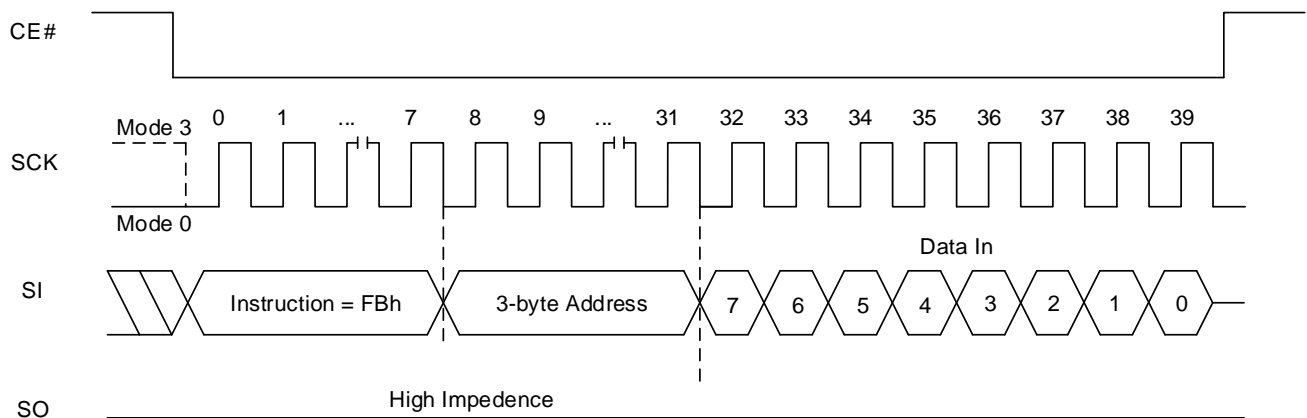 CE#
0 1 ... 7 8 9 ... 31 32 33 34 35 36 37 38 39
Mode 3
SCK
Mode 0
Data In
SI
Instruction = FBh 3-byte Address 7 6 5 4 3 2 1 0
High Impedence
SO